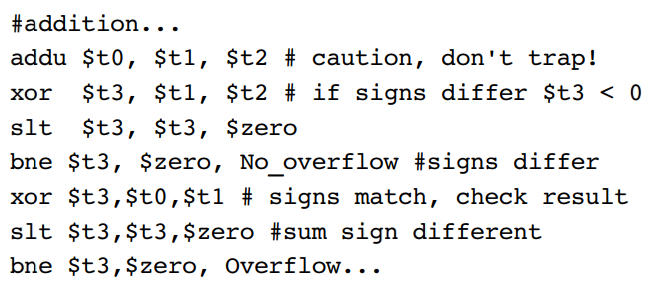 #addition...
addu $t0, $t1, $t2 # caution, don't trap!
xor $t3, $t1, $t2 # if signs differ $t3 < 0
slt $t3, $t3, $zero
bne $t3, $zero, No_overflow #signs differ
xor $t3,$t0,$t1 # signs match, check result
slt $t3,$t3,$zero #sum sign different
bne $t3,$zero, Overflow...